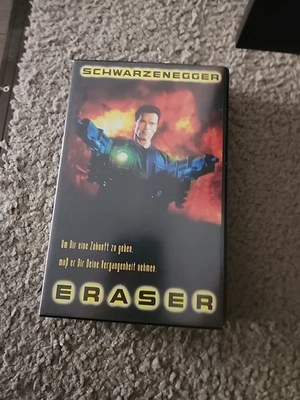 SCHWARZENEGGER
Um Dir eine Zukunft zu geben,
muß er Dir Deine Vergangenheit nehmen.
ERASER